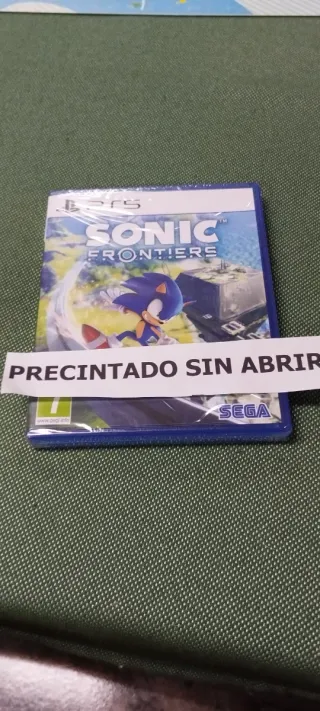 PS5
SONIC
FRONTIERS
PRECINTADO SIN ABRIR
7
SEGA